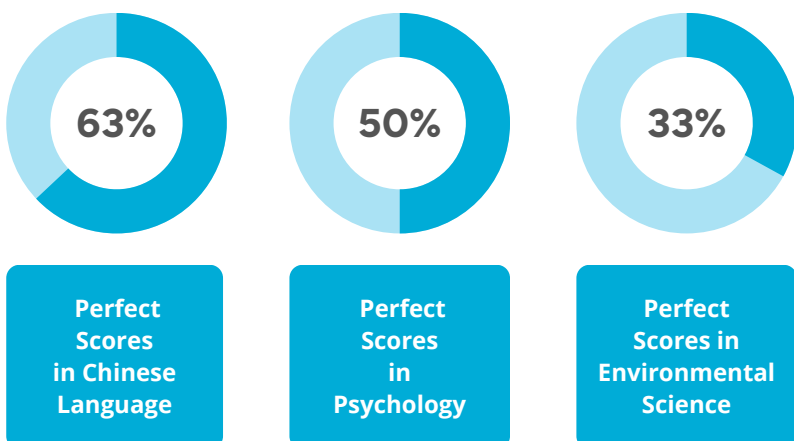 63%
50%
33%
Perfect
Scores
in Chinese
Language
Perfect
Scores
in
Psychology
Perfect
Scores in
Environmental
Science